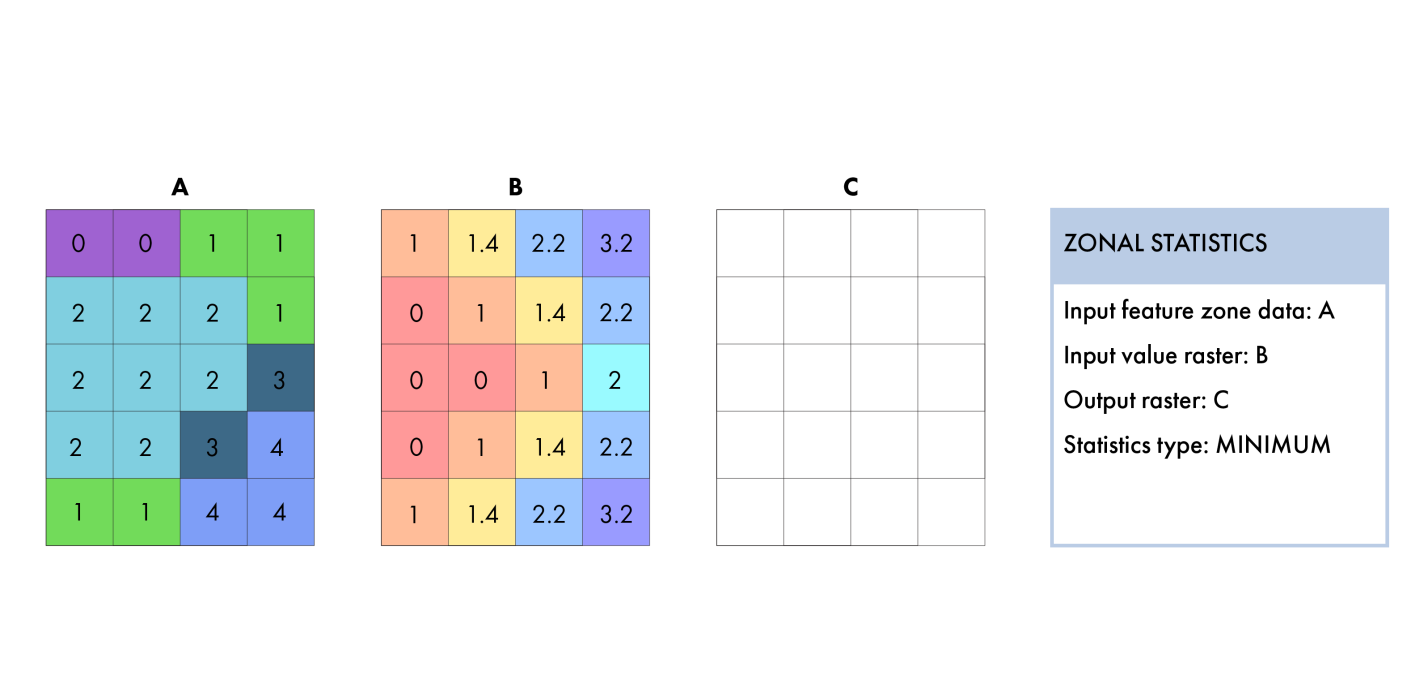 A B C
0 0 1 1 1 1.4 2.2 3.2 ZONAL STATISTICS
2 2 2 1 0 1 1.4 2.2 Input feature zone data: A
Input value raster: B
2 2 2 3 0 0 1 2
Output raster: C
2 2 3 4 0 1 1.4 2.2 Statistics type: MINIMUM
1 1 4 4 1 1.4 2.2 3.2